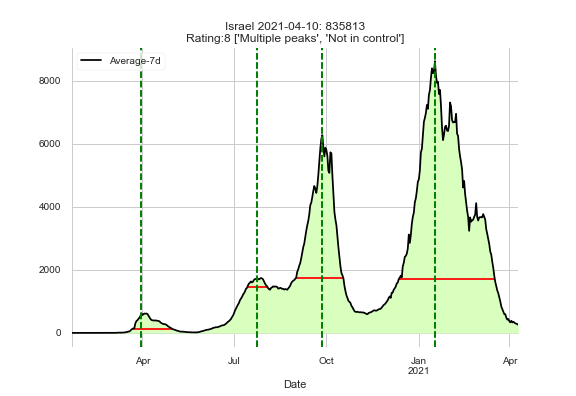 Israel 2021-04-10: 835813
Rating:8 ['Multiple peaks', 'Not in control']
Average-7d
8000
6000
4000
2000
0
Apr Jul Oct Jan Apr
2021
Date